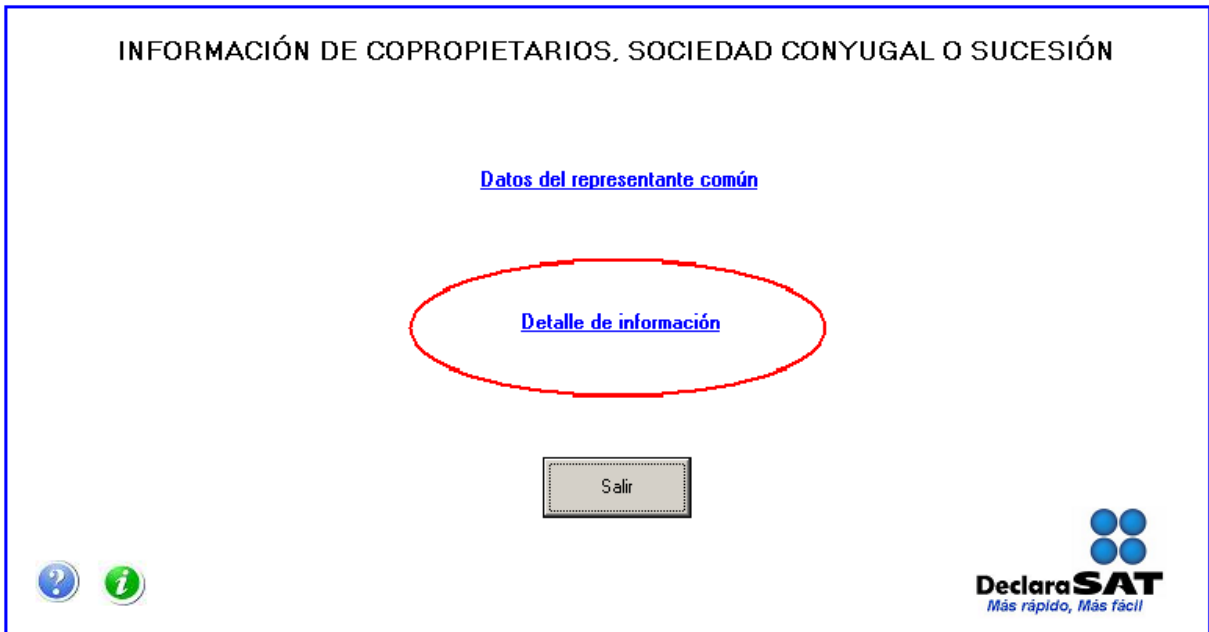 INFORMACIÓN DE COPROPIETARIOS, SOCIEDAD CONYUGAL O SUCESIÓN
Datos del representante común
Detalle de información
Salir
? i
DeclaraSAT
Más rápido, Más fácil